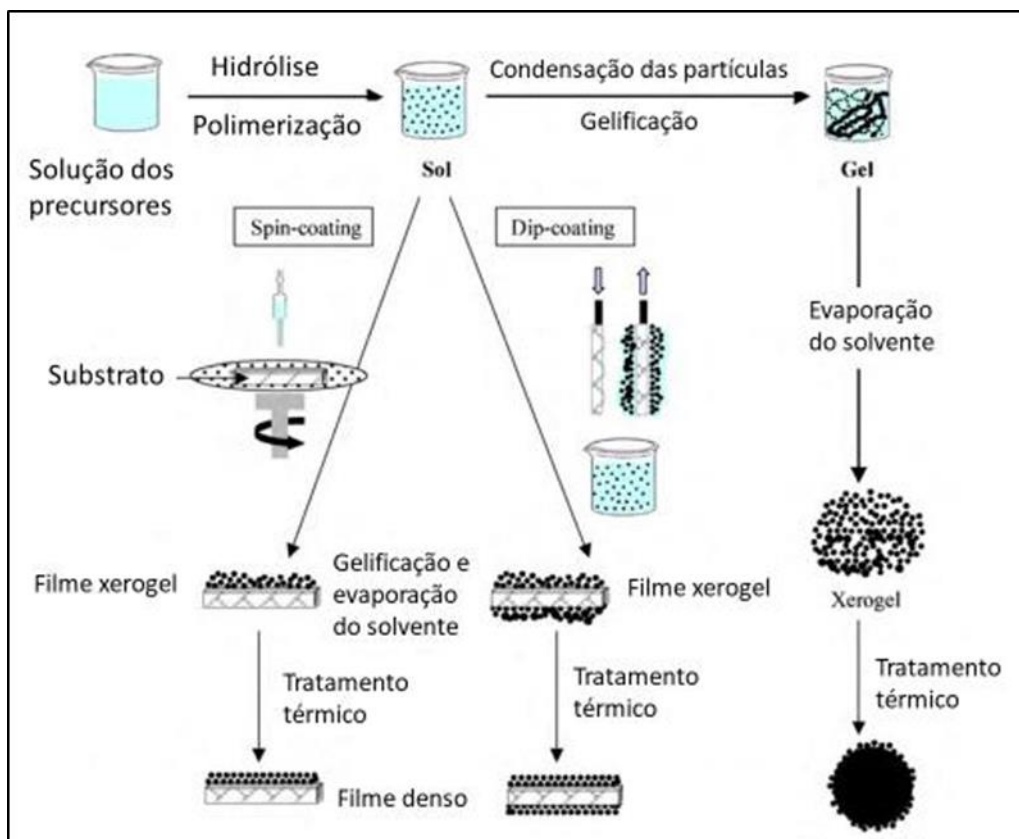 Hidrólise
Polimerização
Condensação das partículas
Gelificação
Solução dos
precursores
Sol
Gel
Spin-coating
Dip-coating
Evaporação
do solvente
Substrato
Filme xerogel
Gelificação e
evaporação
do solvente
Filme xerogel
Xerogel
Tratamento
térmico
Tratamento
térmico
Tratamento
térmico
Filme denso